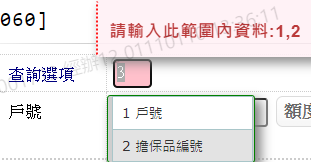 060]
請輸入此範圍內資料:1,2
查詢選項 3
戶號 額度
1 戶號
2 擔保品編號